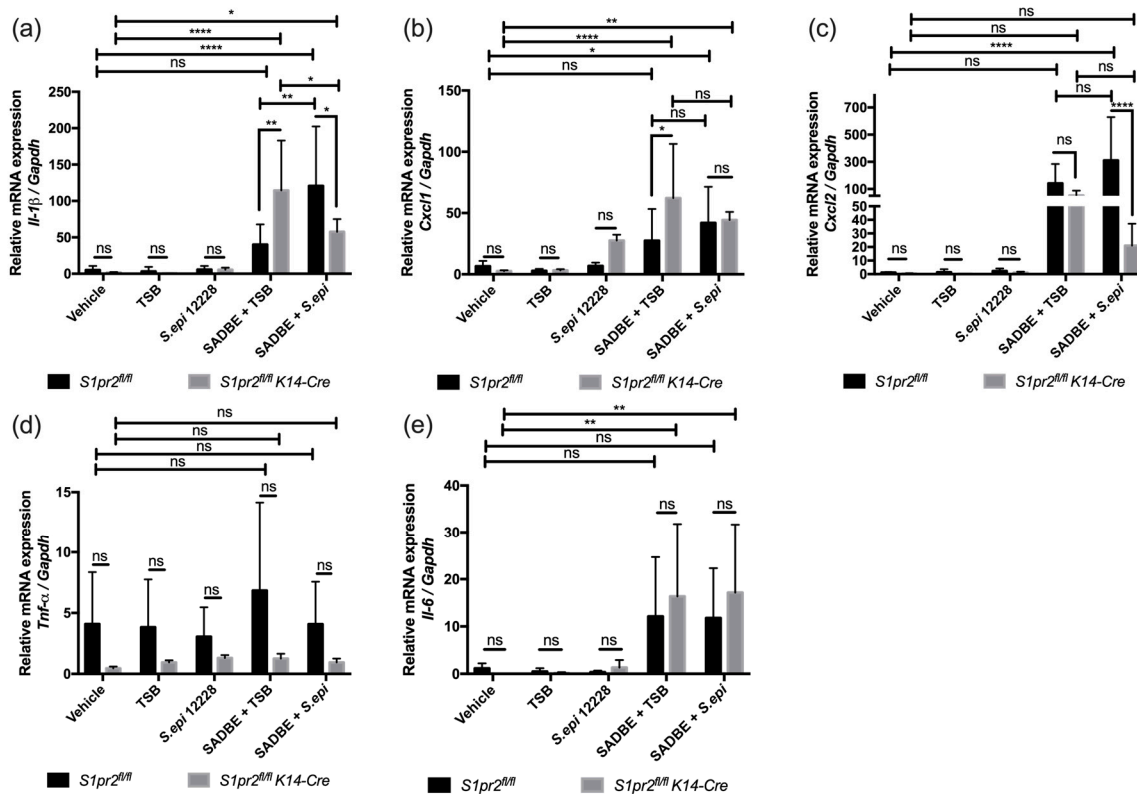 (a)
*
****
****
ns
*
**
*
**
ns
ns
ns
Relative mRNA expression
Il-1β / Gapdh
250
200
150
100
50
0
Vehicle
TSB
S.epi 12228
SADBE + TSB
SADBE + S.epi
S1pr2fl/fl
S1pr2fl/fl K14-Cre
(b)
**
****
*
ns
ns
ns
*
ns
ns
ns
ns
Relative mRNA expression
Cxcl1 / Gapdh
150
100
50
0
Vehicle
TSB
S.epi 12228
SADBE + TSB
SADBE + S.epi
S1pr2fl/fl
S1pr2fl/fl K14-Cre
(c)
ns
ns
****
ns
ns
ns
****
ns
ns
ns
ns
Relative mRNA expression
Cxcl2 / Gapdh
700
500
300
100
50
40
30
20
10
0
Vehicle
TSB
S.epi 12228
SADBE + TSB
SADBE + S.epi
S1pr2fl/fl
S1pr2fl/fl K14-Cre
(d)
ns
ns
ns
ns
ns
ns
ns
ns
ns
Relative mRNA expression
Tnf-α / Gapdh
15
10
5
0
Vehicle
TSB
S.epi 12228
SADBE + TSB
SADBE + S.epi
S1pr2fl/fl
S1pr2fl/fl K14-Cre
(e)
**
**
ns
ns
ns
ns
ns
ns
ns
Relative mRNA expression
Il-6 / Gapdh
40
30
20
10
0
Vehicle
TSB
S.epi 12228
SADBE + TSB
SADBE + S.epi
S1pr2fl/fl
S1pr2fl/fl K14-Cre